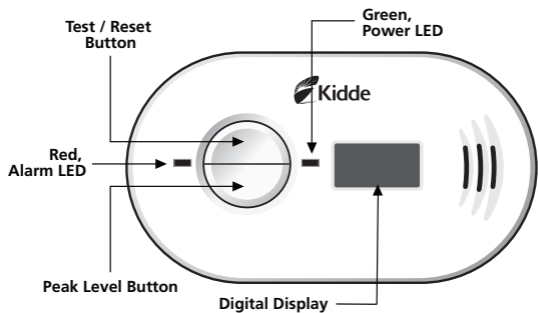 Test / Reset
Button
Green,
Power LED
Kidde
Red,
Alarm LED
Peak Level Button
Digital Display